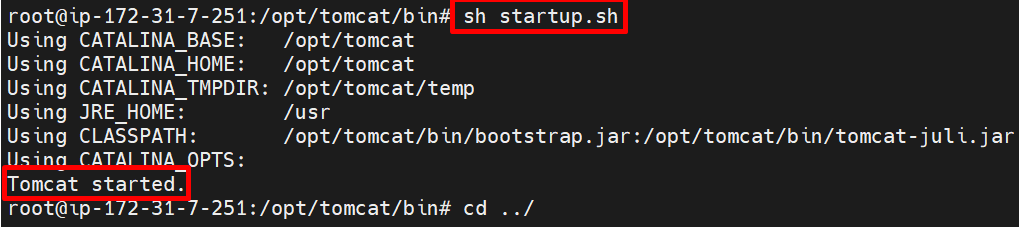 root@ip-172-31-7-251:/opt/tomcat/bin# sh startup.sh
Using CATALINA_BASE:   /opt/tomcat
Using CATALINA_HOME:   /opt/tomcat
Using CATALINA_TMPDIR: /opt/tomcat/temp
Using JRE_HOME:        /usr
Using CLASSPATH:       /opt/tomcat/bin/bootstrap.jar:/opt/tomcat/bin/tomcat-juli.jar
Using CATALINA_OPTS:
Tomcat started.
root@ip-172-31-7-251:/opt/tomcat/bin# cd ../